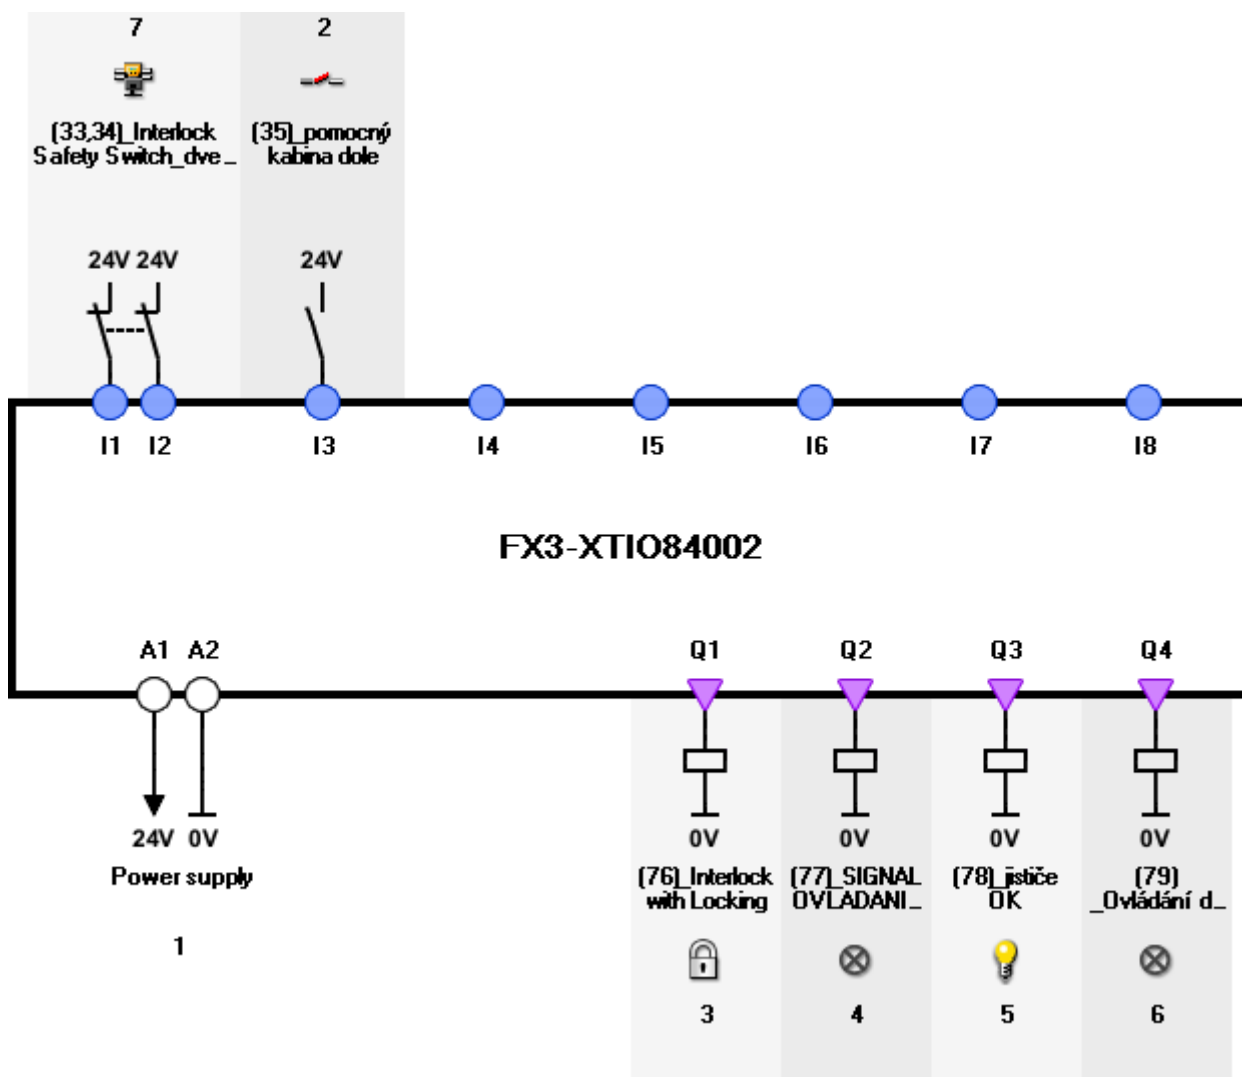 7 2
(33,34)_Interlock (35)_pomocný
Safety Switch_dve... kabina dole
24V 24V 24V
I1 I2 I3 I4 I5 I6 I7 I8
FX3-XTIO84002
A1 A2 Q1 Q2 Q3 Q4
24V 0V 0V 0V 0V 0V
Power supply (76)_Interlock (77)_SIGNAL (78)_jističe (79)
with Locking OVLADANI... OK _Ovládání d...
1
3 4 5 6